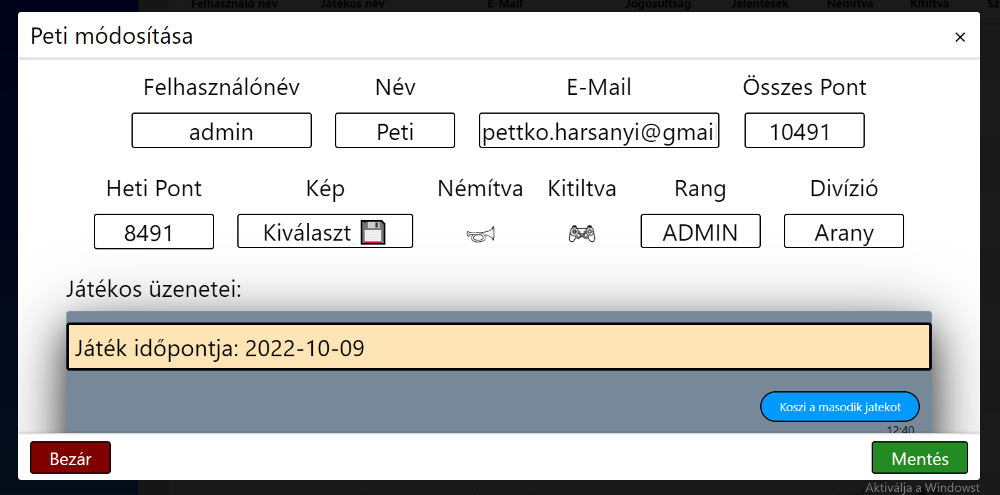 Felhasználó név Játékos név E-Mail Jogosultság Jelentések Némítva Kitiltva Sz
Peti módosítása ×
Felhasználónév Név E-Mail Összes Pont
admin Peti pettko.harsanyi@gmai 10491
Heti Pont Kép Némítva Kitiltva Rang Divízió
8491 Kiválaszt ADMIN Arany
Játékos üzenetei:
Játék időpontja: 2022-10-09
Koszi a masodik jatekot
12:40
Bezár Mentés
Aktiválja a Windowst